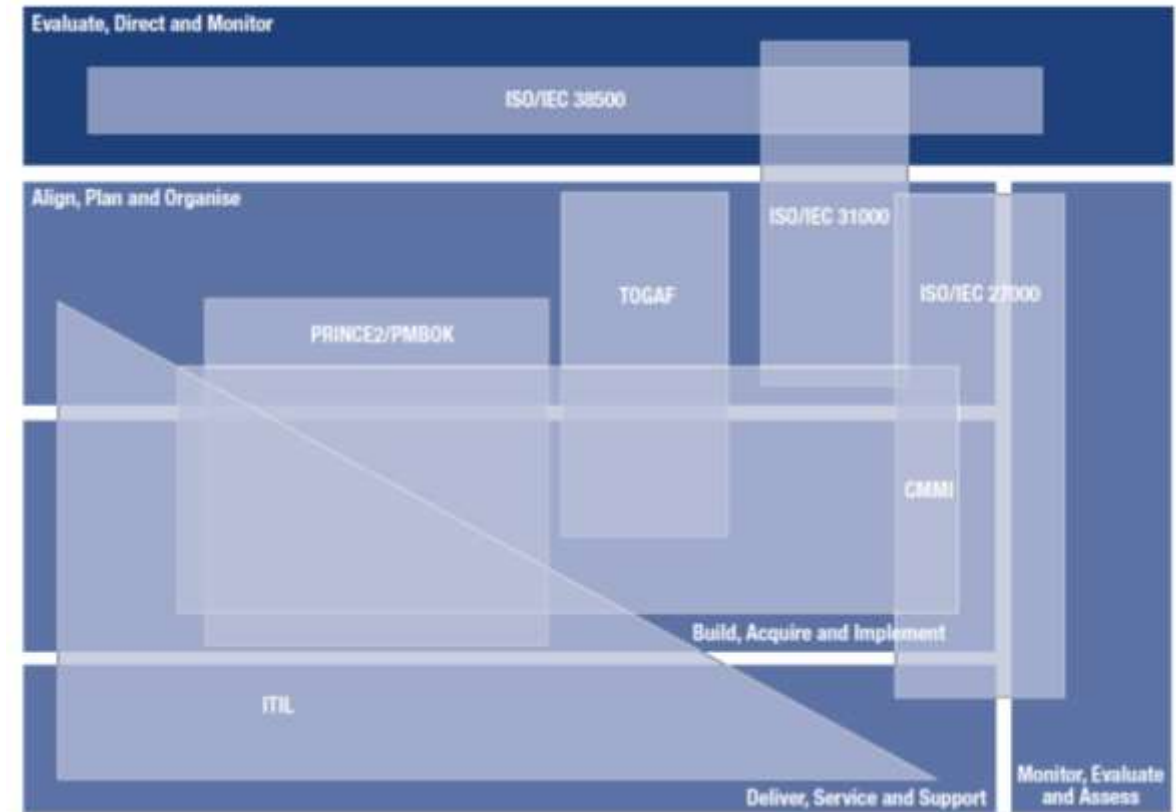 Evaluate, Direct and Monitor
ISO/IEC 38500
Align, Plan and Organise
ISO/IEC 31000
TOGAF
ISO/IEC 27000
PRINCE2/PMBOK
CMMI
Build, Acquire and Implement
ITIL
Deliver, Service and Support
Monitor, Evaluate
and Assess